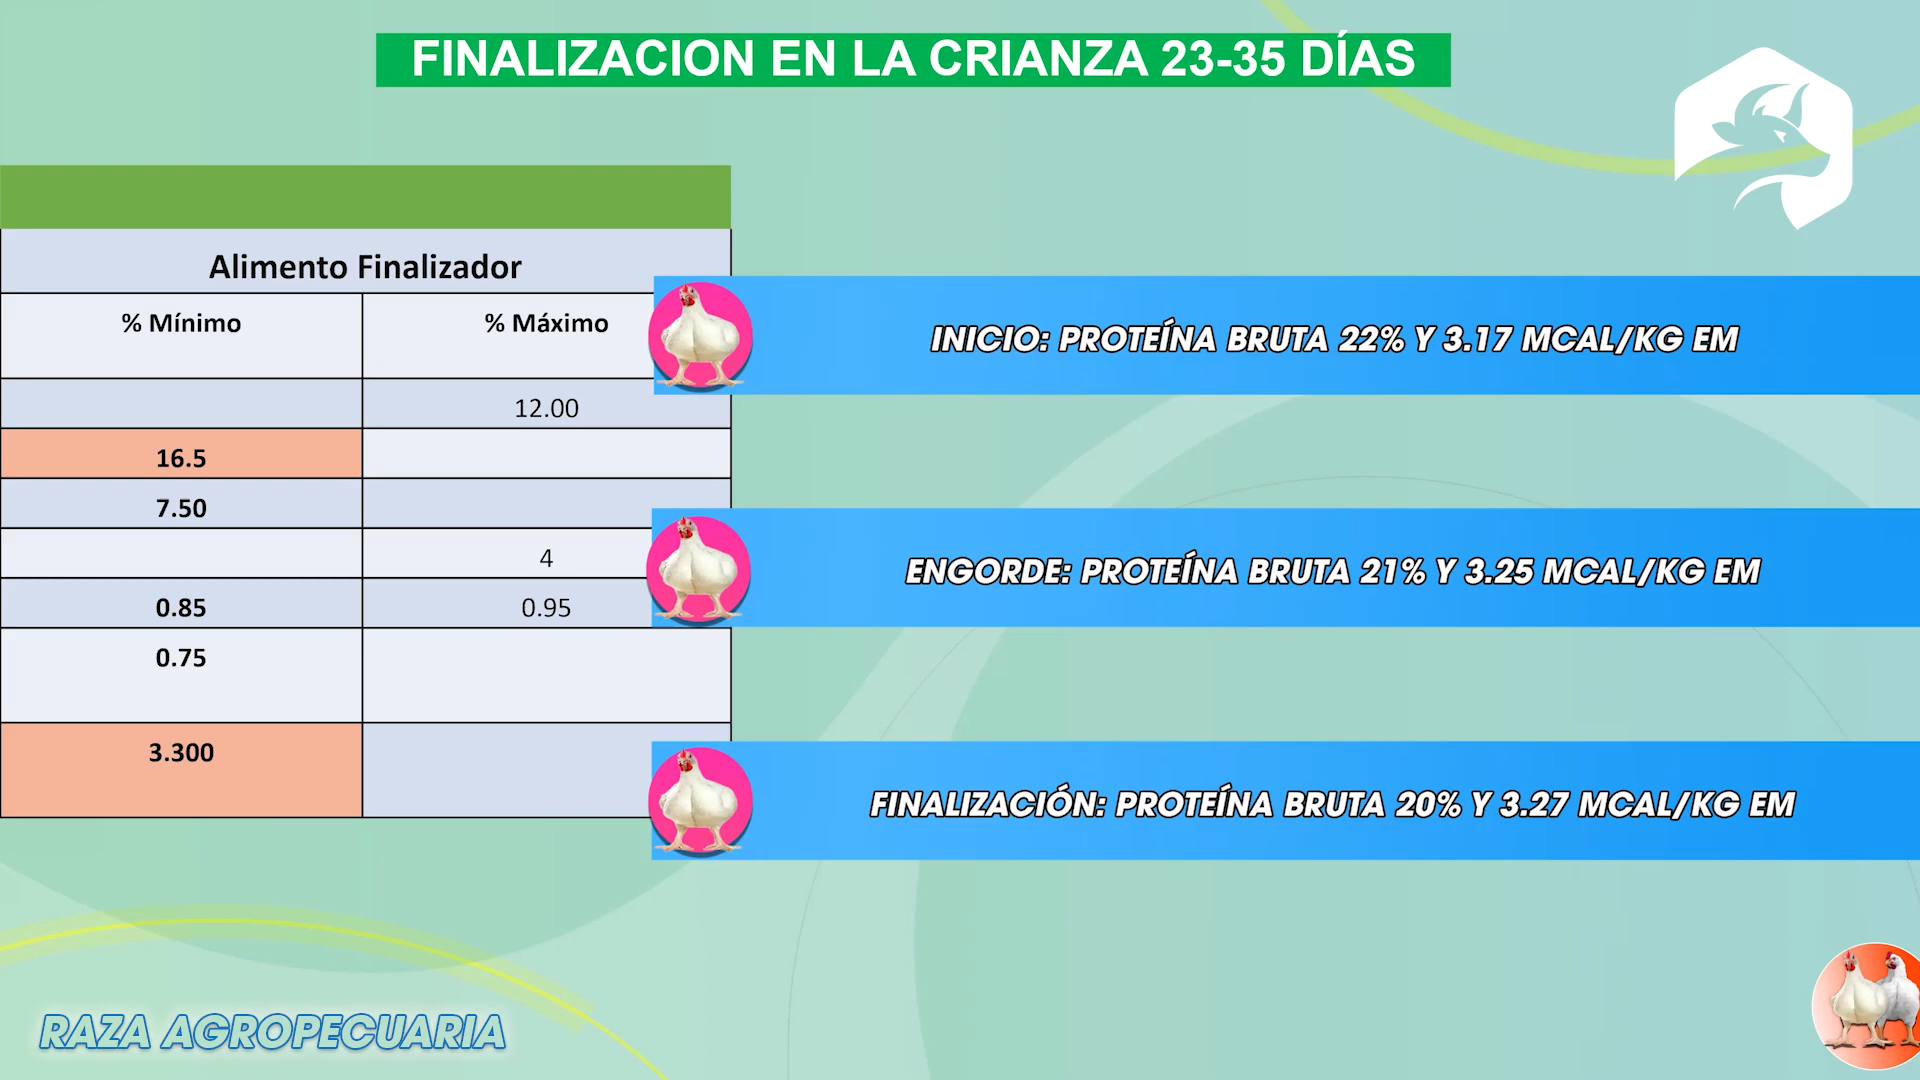 FINALIZACION EN LA CRIANZA 23-35 DÍAS
Alimento Finalizador
% Mínimo % Máximo
12.00
16.5
7.50
4
0.85 0.95
0.75
3.300
INICIO: PROTEÍNA BRUTA 22% Y 3.17 MCAL/KG EM
ENGORDE: PROTEÍNA BRUTA 21% Y 3.25 MCAL/KG EM
FINALIZACIÓN: PROTEÍNA BRUTA 20% Y 3.27 MCAL/KG EM
RAZA AGROPECUARIA